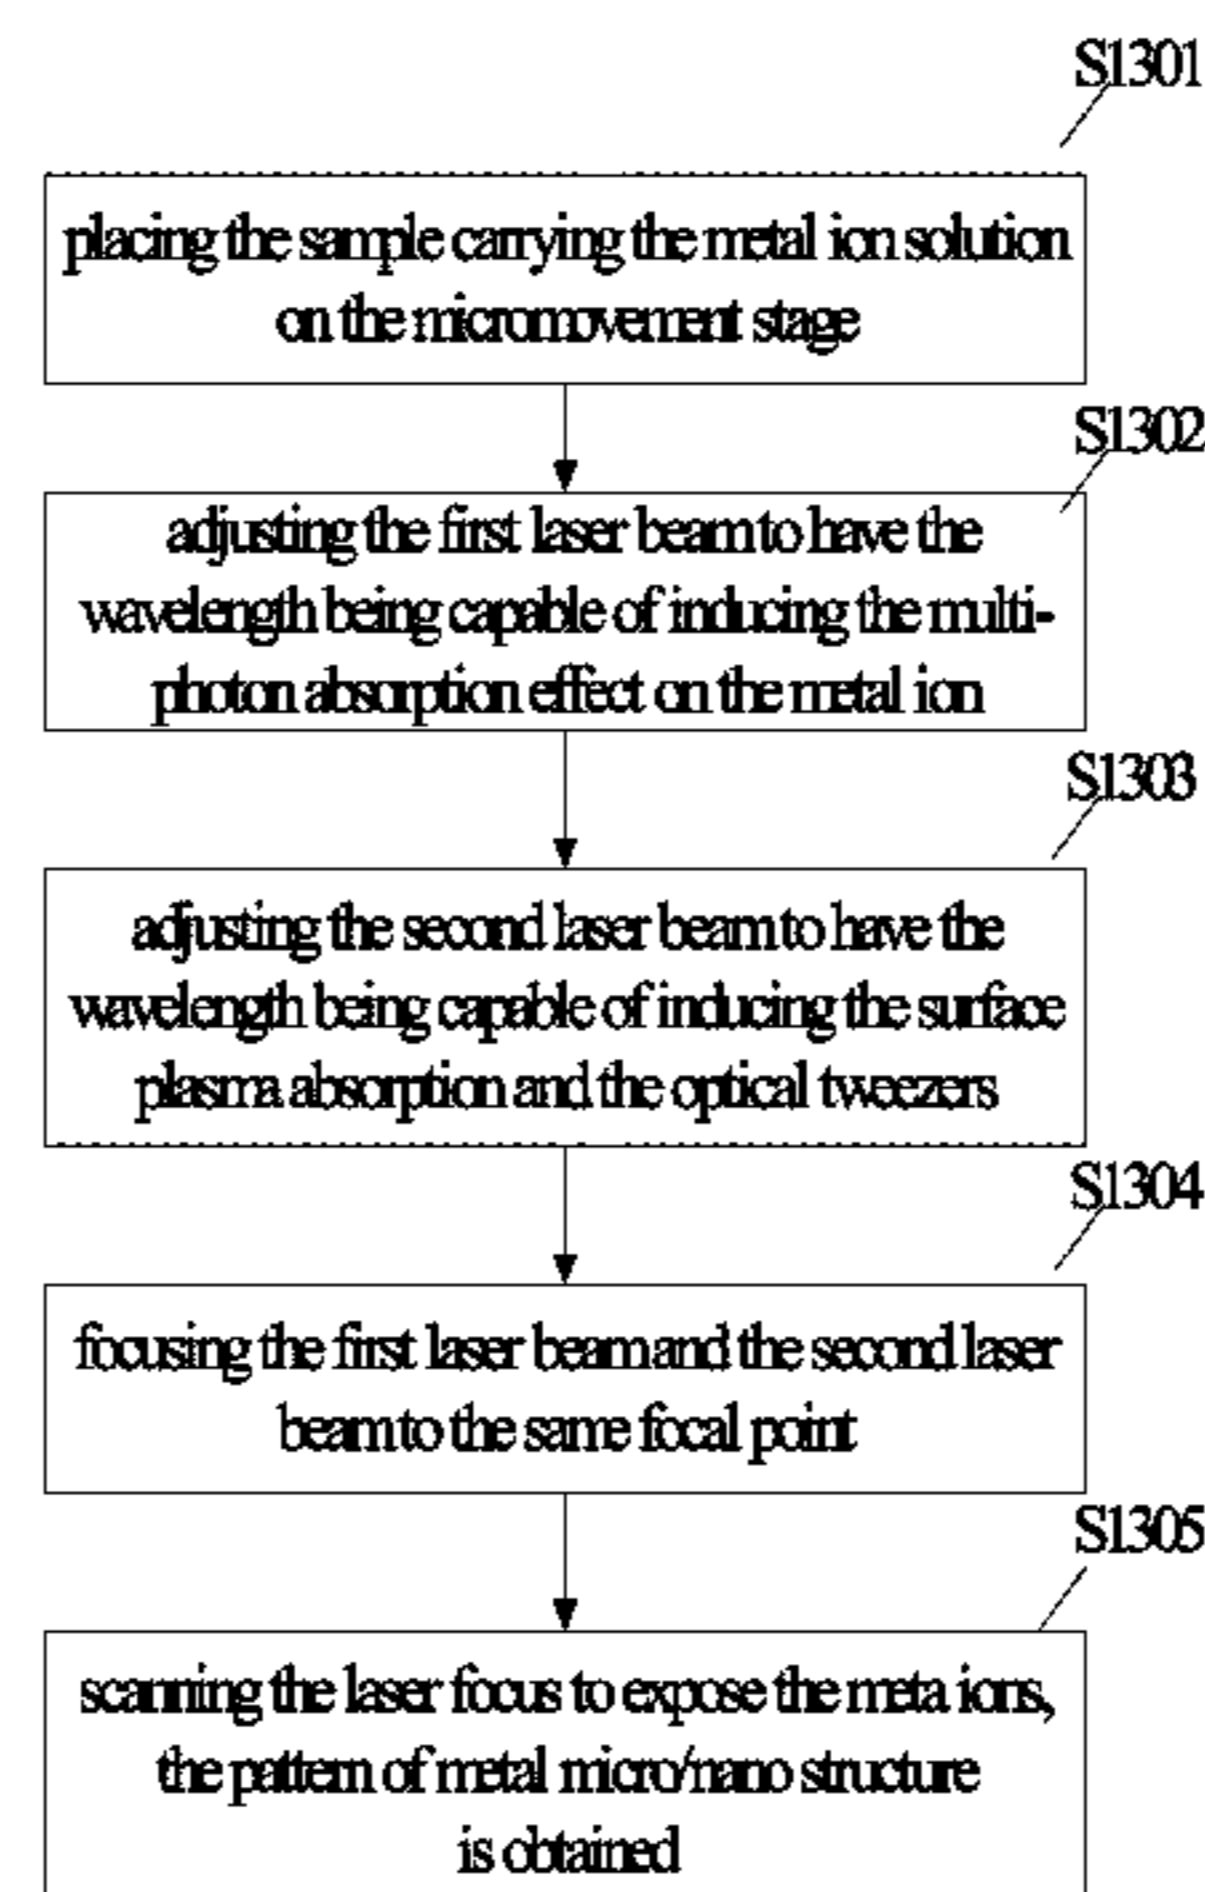 S1301
placing the sample carrying the metal ion solution
on the micromovement stage
S1302
adjusting the first laser beam to have the
wavelength being capable of inducing the multi-
photon absorption effect on the metal ion
S1303
adjusting the second laser beam to have the
wavelength being capable of inducing the surface
plasma absorption and the optical tweezers
S1304
focusing the first laser beam and the second laser
beam to the same focal point
S1305
scanning the laser focus to expose the meta ions,
the pattern of metal micro/nano structure
is obtained